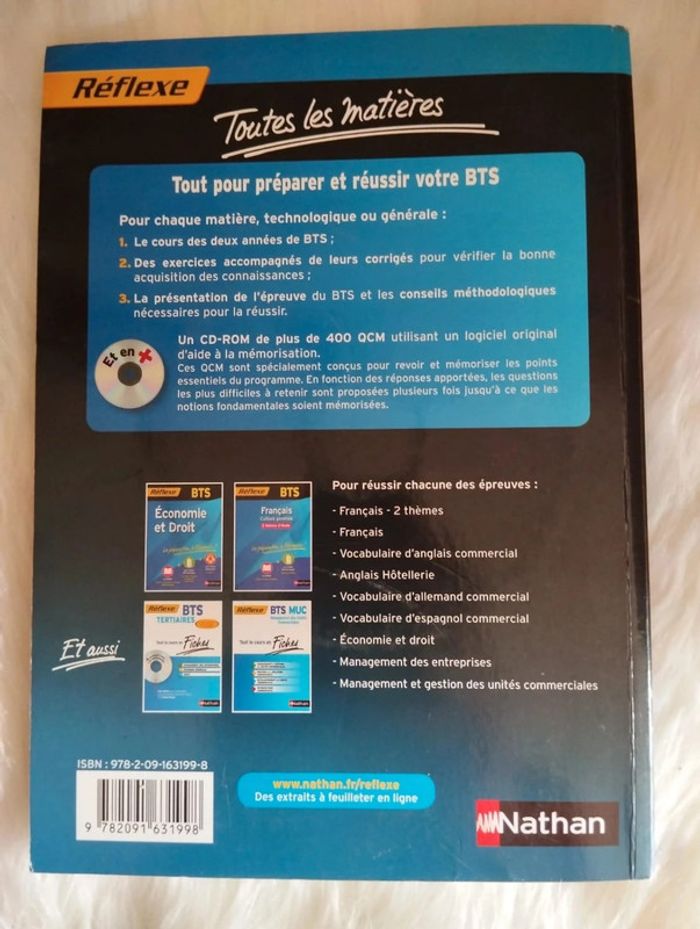 Réflexe
Toutes les matières
Tout pour préparer et réussir votre BTS
Pour chaque matière, technologique ou générale :
1. Le cours des deux années de BTS ;
2. Des exercices accompagnés de leurs corrigés pour vérifier la bonne
acquisition des connaissances ;
3. La présentation de l'épreuve du BTS et les conseils méthodologiques
nécessaires pour la réussir.
Et en +
Un CD-ROM de plus de 400 QCM utilisant un logiciel original
d'aide à la mémorisation.
Ces QCM sont spécialement conçus pour revoir et mémoriser les points
essentiels du programme. En fonction des réponses apportées, les questions
les plus difficiles à retenir sont proposées plusieurs fois jusqu'à ce que les
notions fondamentales soient mémorisées.
Réflexe BTS
Économie
et Droit
Réflexe BTS
Français
Culture générale
Réflexe BTS
TERTIAIRES
Tout le cours en Fiches
Nathan
Réflexe BTS MUC
Tout le cours en Fiches
Nathan
Et aussi
Pour réussir chacune des épreuves :
- Français - 2 thèmes
- Français
- Vocabulaire d'anglais commercial
- Anglais Hôtellerie
- Vocabulaire d'allemand commercial
- Vocabulaire d'espagnol commercial
- Économie et droit
- Management des entreprises
- Management et gestion des unités commerciales
ISBN : 978-2-09-163199-8
9 782091 631998
www.nathan.fr/reflexe
Des extraits à feuilleter en ligne
Nathan